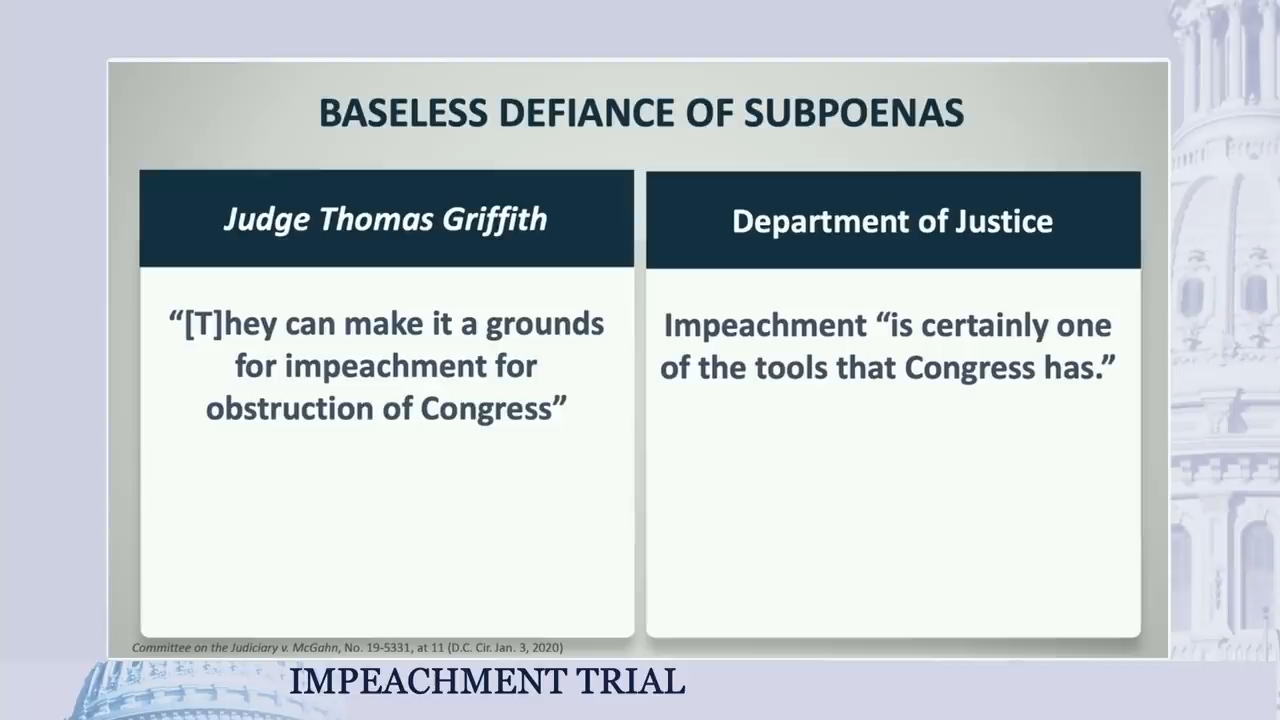 BASELESS DEFIANCE OF SUBPOENAS
Judge Thomas Griffith
“[T]hey can make it a grounds
for impeachment for
obstruction of Congress”
Department of Justice
Impeachment “is certainly one
of the tools that Congress has.”
Committee on the Judiciary v. McGahn, No. 19-5331, at 11 (D.C. Cir. Jan. 3, 2020)
IMPEACHMENT TRIAL